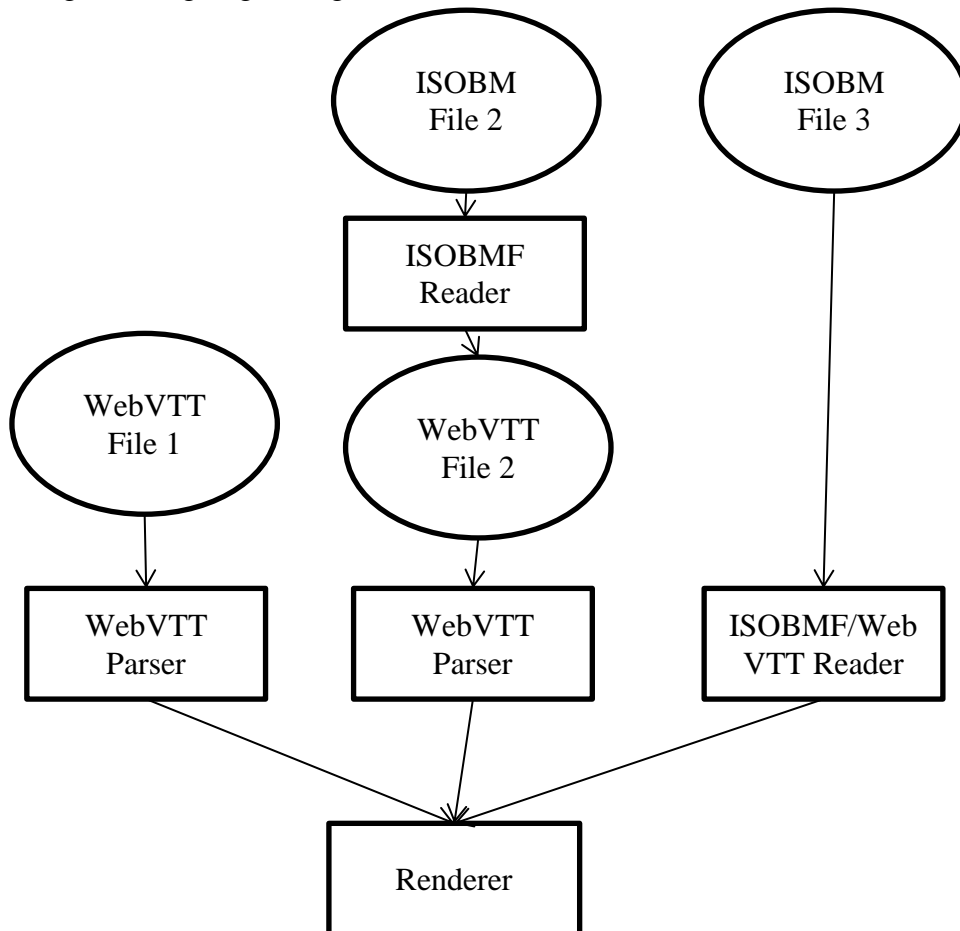 ISOBM
File 2
ISOBM
File 3
ISOBMF
Reader
WebVTT
File 1
WebVTT
File 2
WebVTT
Parser
WebVTT
Parser
ISOBMF/Web
VTT Reader
Renderer